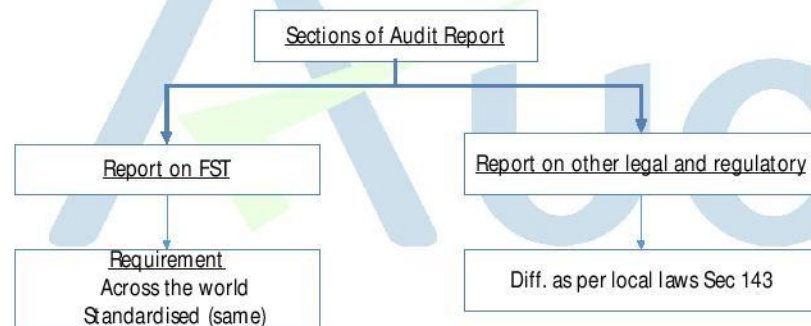 Sections of Audit Report
Report on FST
Report on other legal and regulatory
Requirement
Across the world
Standardised (same)
Diff. as per local laws Sec 143